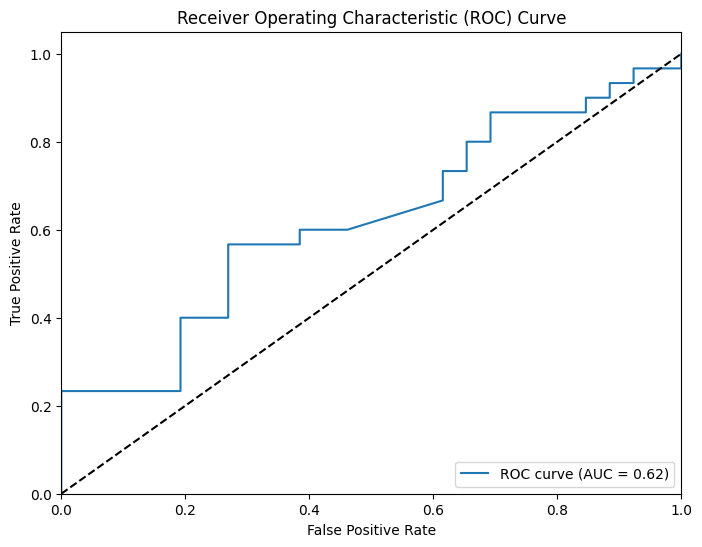 Receiver Operating Characteristic (ROC) Curve
1.0
0.8
0.6
0.4
0.2
0.0
True Positive Rate
ROC curve (AUC = 0.62)
0.0 0.2 0.4 0.6 0.8 1.0
False Positive Rate